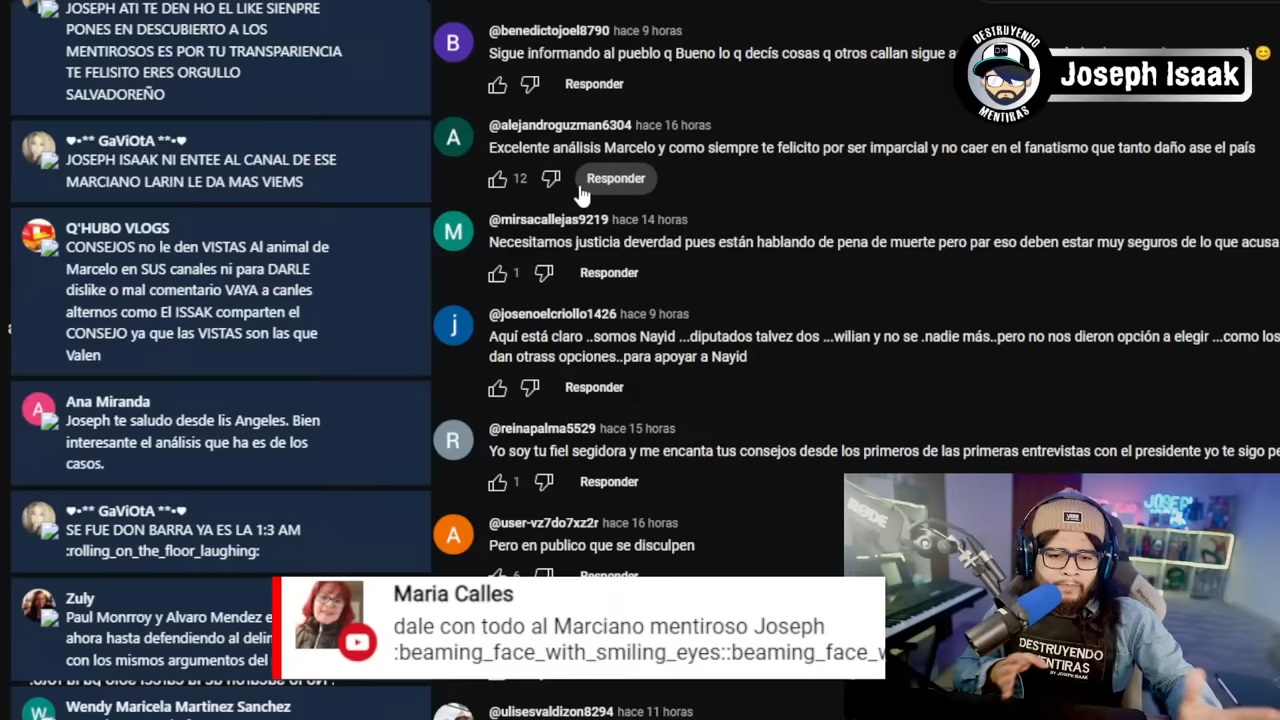 JOSEPH ATI TE DEN HO EL LIKE SIENPRE
PONES EN DESCUBIERTO A LOS
MENTIROSOS ES POR TU TRANSPARIENCIA
TE FELISITO ERES ORGULLO
SALVADOREÑO
♥•** GaViOtA **•♥
JOSEPH ISAAK NI ENTEE AL CANAL DE ESE
MARCIANO LARIN LE DA MAS VIEMS
Q'HUBO VLOGS
CONSEJOS no le den VISTAS Al animal de
Marcelo en SUS canales ni para DARLE
dislike o mal comentario VAYA a canles
alternos como El ISSAK comparten el
CONSEJO ya que las VISTAS son las que
Valen
Ana Miranda
Joseph te saludo desde lis Angeles. Bien
interesante el análisis que ha es de los
casos.
♥•** GaViOtA **•♥
SE FUE DON BARRA YA ES LA 1:3 AM
:rolling_on_the_floor_laughing:
Zuly
Paul Monrroy y Alvaro Mendez e
ahora hasta defendiendo al delin
con los mismos argumentos del
Wendy Maricela Martinez Sanchez
B
@benedictojoel8790 hace 9 horas
Sigue informando al pueblo q Bueno lo q decís cosas q otros callan sigue
Responder
A
@alejandroguzman6304 hace 16 horas
Excelente análisis Marcelo y como siempre te felicito por ser imparcial y no caer en el fanatismo que tanto daño ase el país
12 Responder
M
@mirsacallejas9219 hace 14 horas
Necesitamos justicia deverdad pues están hablando de pena de muerte pero par eso deben estar muy seguros de lo que acusa
1 Responder
j
@josenoelcriollo1426 hace 9 horas
Aquí está claro ..somos Nayid ...diputados talvez dos ...wilian y no se .nadie más..pero no nos dieron opción a elegir ...como los
dan otrass opciones..para apoyar a Nayid
Responder
R
@reinapalma5529 hace 15 horas
Yo soy tu fiel segidora y me encanta tus consejos desde los primeros de las primeras entrevistas con el presidente yo te sigo pe
1 Responder
A
@user-vz7do7xz2r hace 16 horas
Pero en publico que se disculpen
6 Responder
@ulisesvaldizon8294 hace 11 horas
Maria Calles
dale con todo al Marciano mentiroso Joseph
:beaming_face_with_smiling_eyes::beaming_face_w
DESTRUYENDO
DM
MENTIRAS
Joseph Isaak
RØDE
JOSEPH
VANS
DESTRUYENDO
MENTIRAS
BY JOSEPH ISAAK
A
W